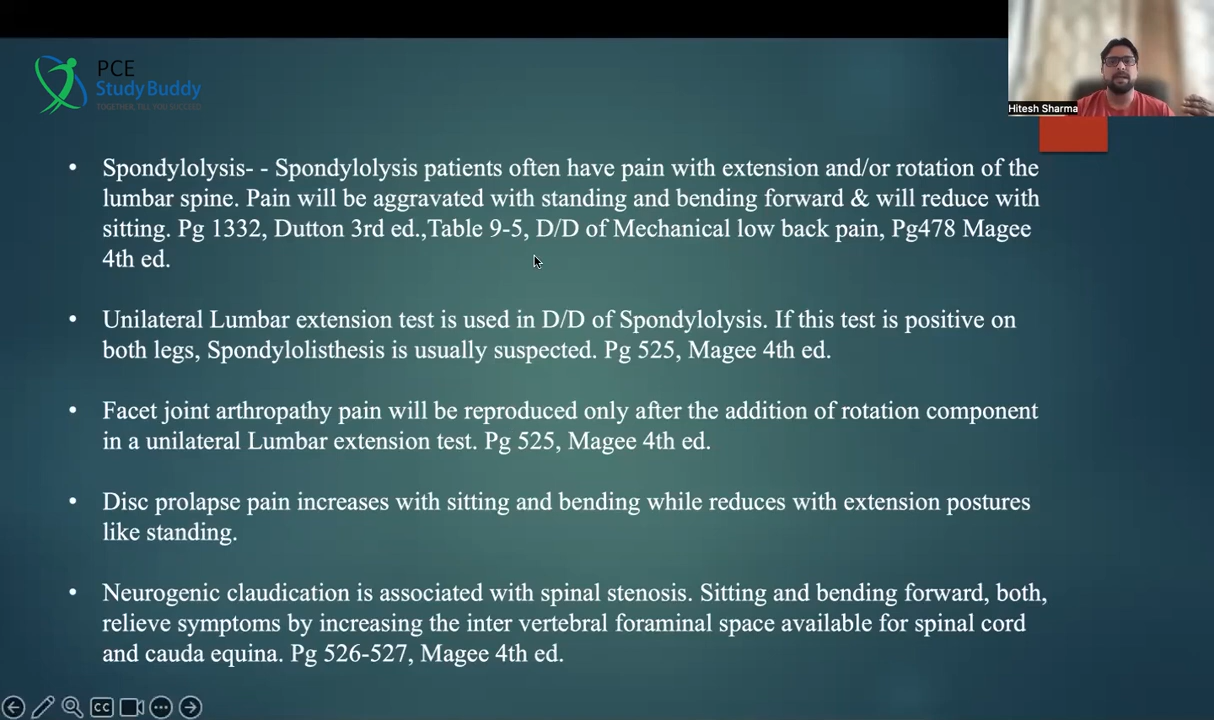 PCE
StudyBuddy
TOGETHER, TILL YOU SUCCEED
Hitesh Sharma
• Spondylolysis- - Spondylolysis patients often have pain with extension and/or rotation of the
lumbar spine. Pain will be aggravated with standing and bending forward & will reduce with
sitting. Pg 1332, Dutton 3rd ed.,Table 9-5, D/D of Mechanical low back pain, Pg478 Magee
4th ed.
• Unilateral Lumbar extension test is used in D/D of Spondylolysis. If this test is positive on
both legs, Spondylolisthesis is usually suspected. Pg 525, Magee 4th ed.
• Facet joint arthropathy pain will be reproduced only after the addition of rotation component
in a unilateral Lumbar extension test. Pg 525, Magee 4th ed.
• Disc prolapse pain increases with sitting and bending while reduces with extension postures
like standing.
• Neurogenic claudication is associated with spinal stenosis. Sitting and bending forward, both,
relieve symptoms by increasing the inter vertebral foraminal space available for spinal cord
and cauda equina. Pg 526-527, Magee 4th ed.
CC